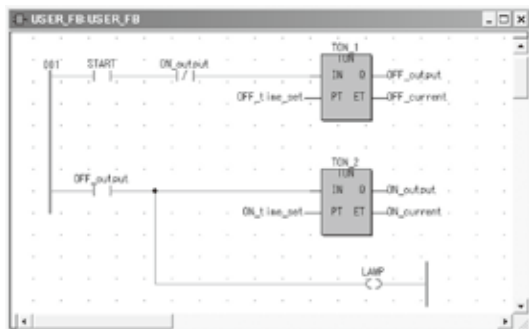 USER_FB:USER_FB
001 START ON_output TON_1
TON
IN Q OFF_output
OFF_time_set PT ET OFF_current
OFF_output TON_2
TON
IN Q ON_output
ON_time_set PT ET ON_current
LAMP